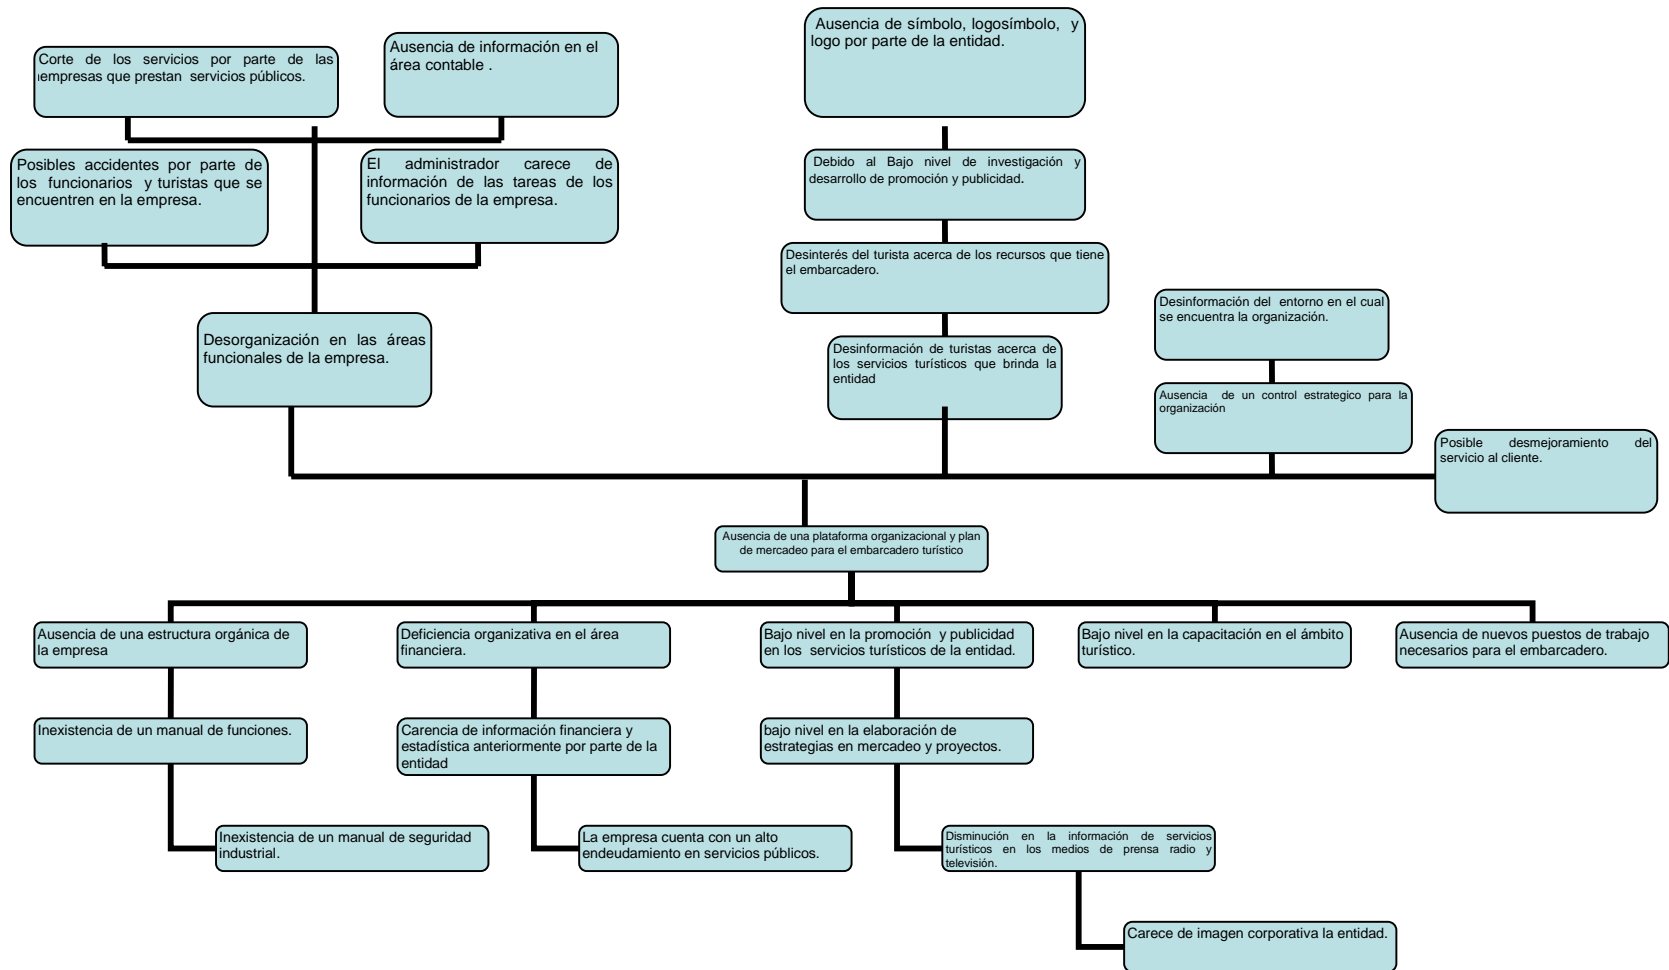 Ausencia de símbolo, logosímbolo, y
logo por parte de la entidad.
Corte de los servicios por parte de las
empresas que prestan servicios públicos.
Ausencia de información en el
área contable .
Posibles accidentes por parte de
los funcionarios y turistas que se
encuentren en la empresa.
El administrador carece de
información de las tareas de los
funcionarios de la empresa.
Debido al Bajo nivel de investigación y
desarrollo de promoción y publicidad.
Desinterés del turista acerca de los recursos que tiene
el embarcadero.
Desinformación del entorno en el cual
se encuentra la organización.
Desorganización en las áreas
funcionales de la empresa.
Desinformación de turistas acerca de
los servicios turísticos que brinda la
entidad
Ausencia de un control estrategico para la
organización
Posible desmejoramiento del
servicio al cliente.
Ausencia de una plataforma organizacional y plan
de mercadeo para el embarcadero turístico
Ausencia de una estructura orgánica de
la empresa
Deficiencia organizativa en el área
financiera.
Bajo nivel en la promoción y publicidad
en los servicios turísticos de la entidad.
Bajo nivel en la capacitación en el ámbito
turístico.
Ausencia de nuevos puestos de trabajo
necesarios para el embarcadero.
Inexistencia de un manual de funciones.
Carencia de información financiera y
estadística anteriormente por parte de la
entidad
bajo nivel en la elaboración de
estrategias en mercadeo y proyectos.
Inexistencia de un manual de seguridad
industrial.
La empresa cuenta con un alto
endeudamiento en servicios públicos.
Disminución en la información de servicios
turísticos en los medios de prensa radio y
televisión.
Carece de imagen corporativa la entidad.